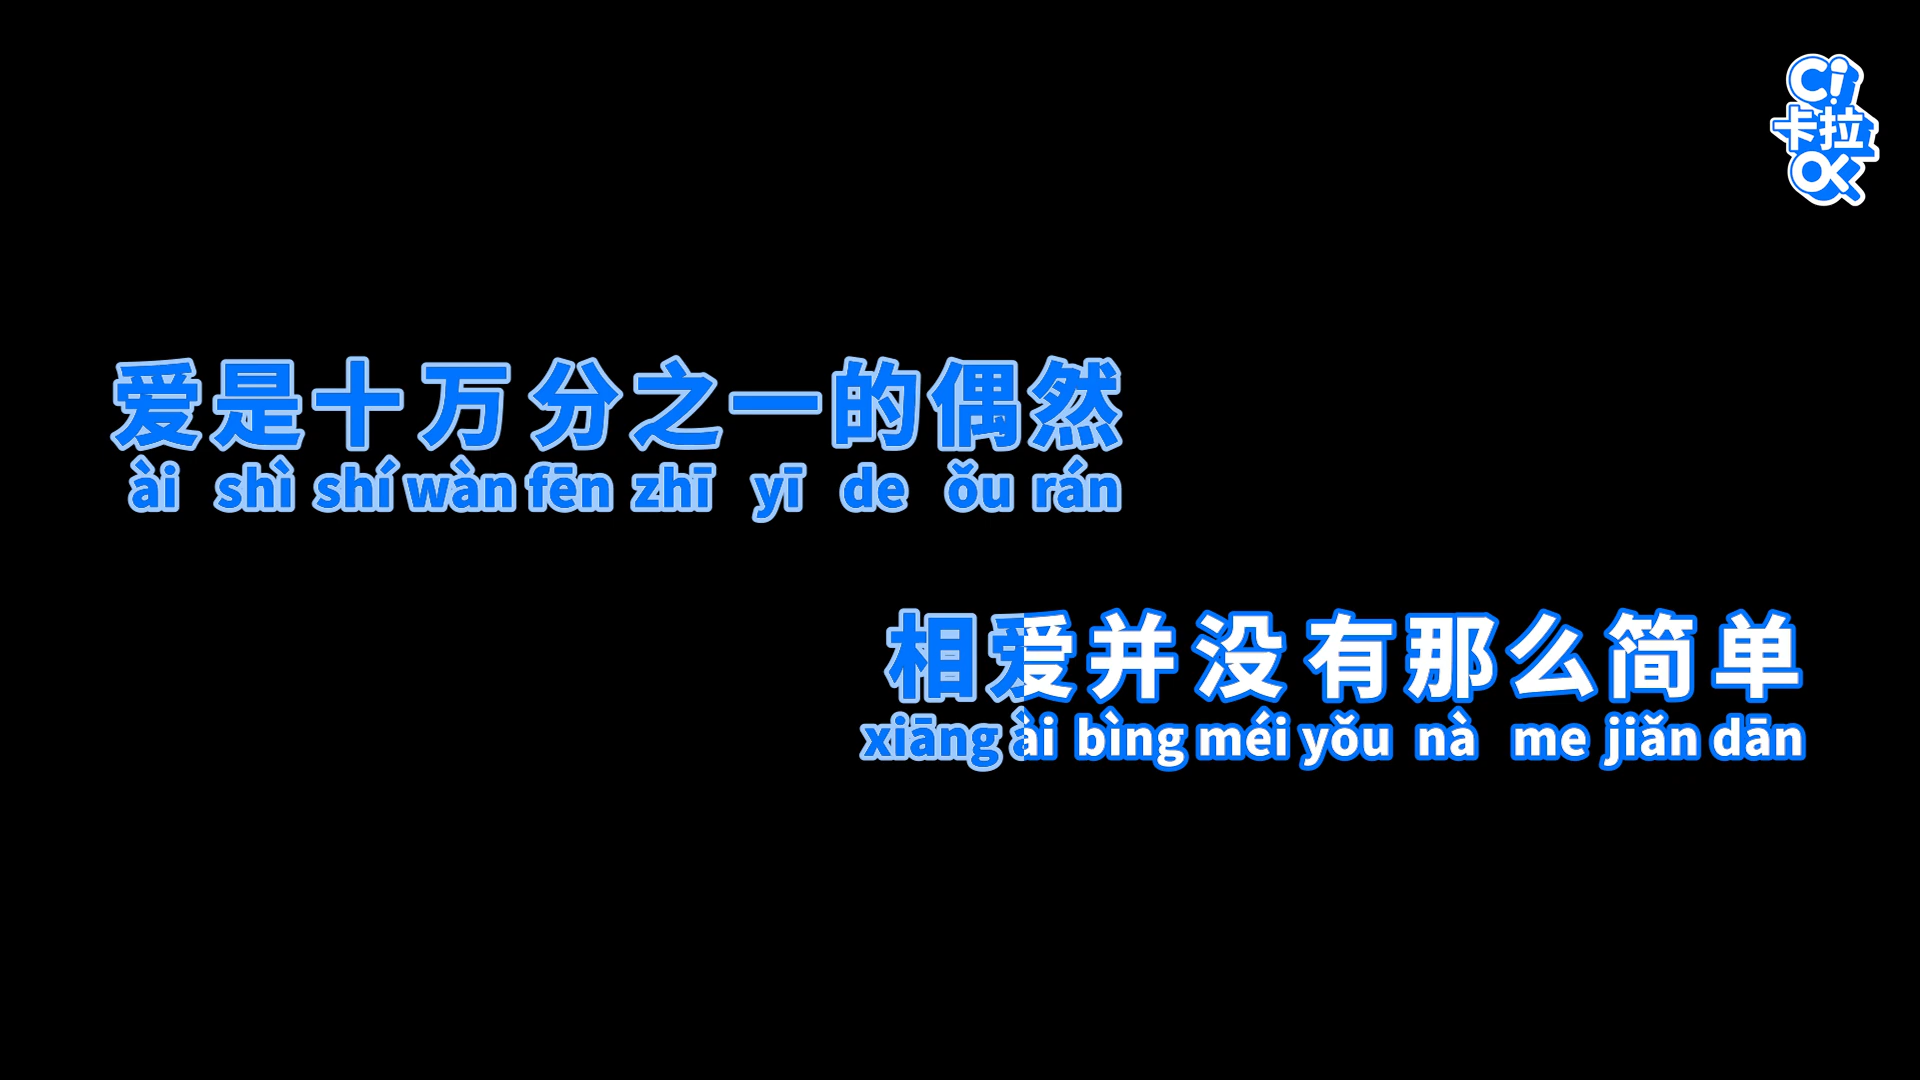 C!
卡拉
OK
爱是十万分之一的偶然
ài shì shí wàn fēn zhī yī de ǒu rán
相爱并没有那么简单
xiāng ài bìng méi yǒu nà me jiǎn dān